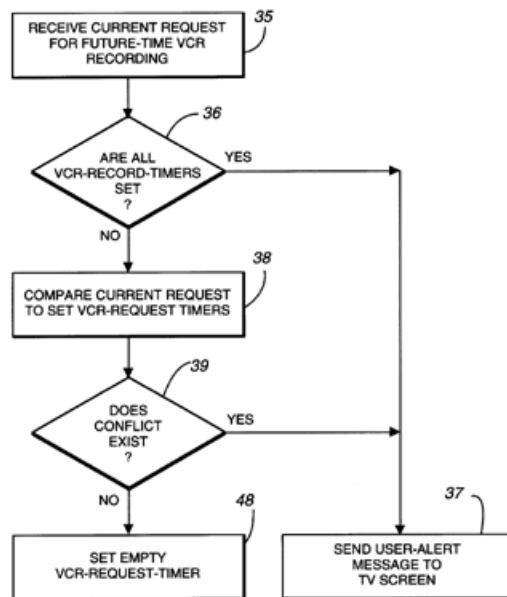 RECEIVE CURRENT REQUEST
FOR FUTURE-TIME VCR
RECORDING
35
36
ARE ALL
VCR-RECORD-TIMERS
SET
?
YES
NO
38
COMPARE CURRENT REQUEST
TO SET VCR-REQUEST TIMERS
39
DOES
CONFLICT
EXIST
?
YES
NO
48
SET EMPTY
VCR-REQUEST-TIMER
37
SEND USER-ALERT
MESSAGE TO
TV SCREEN